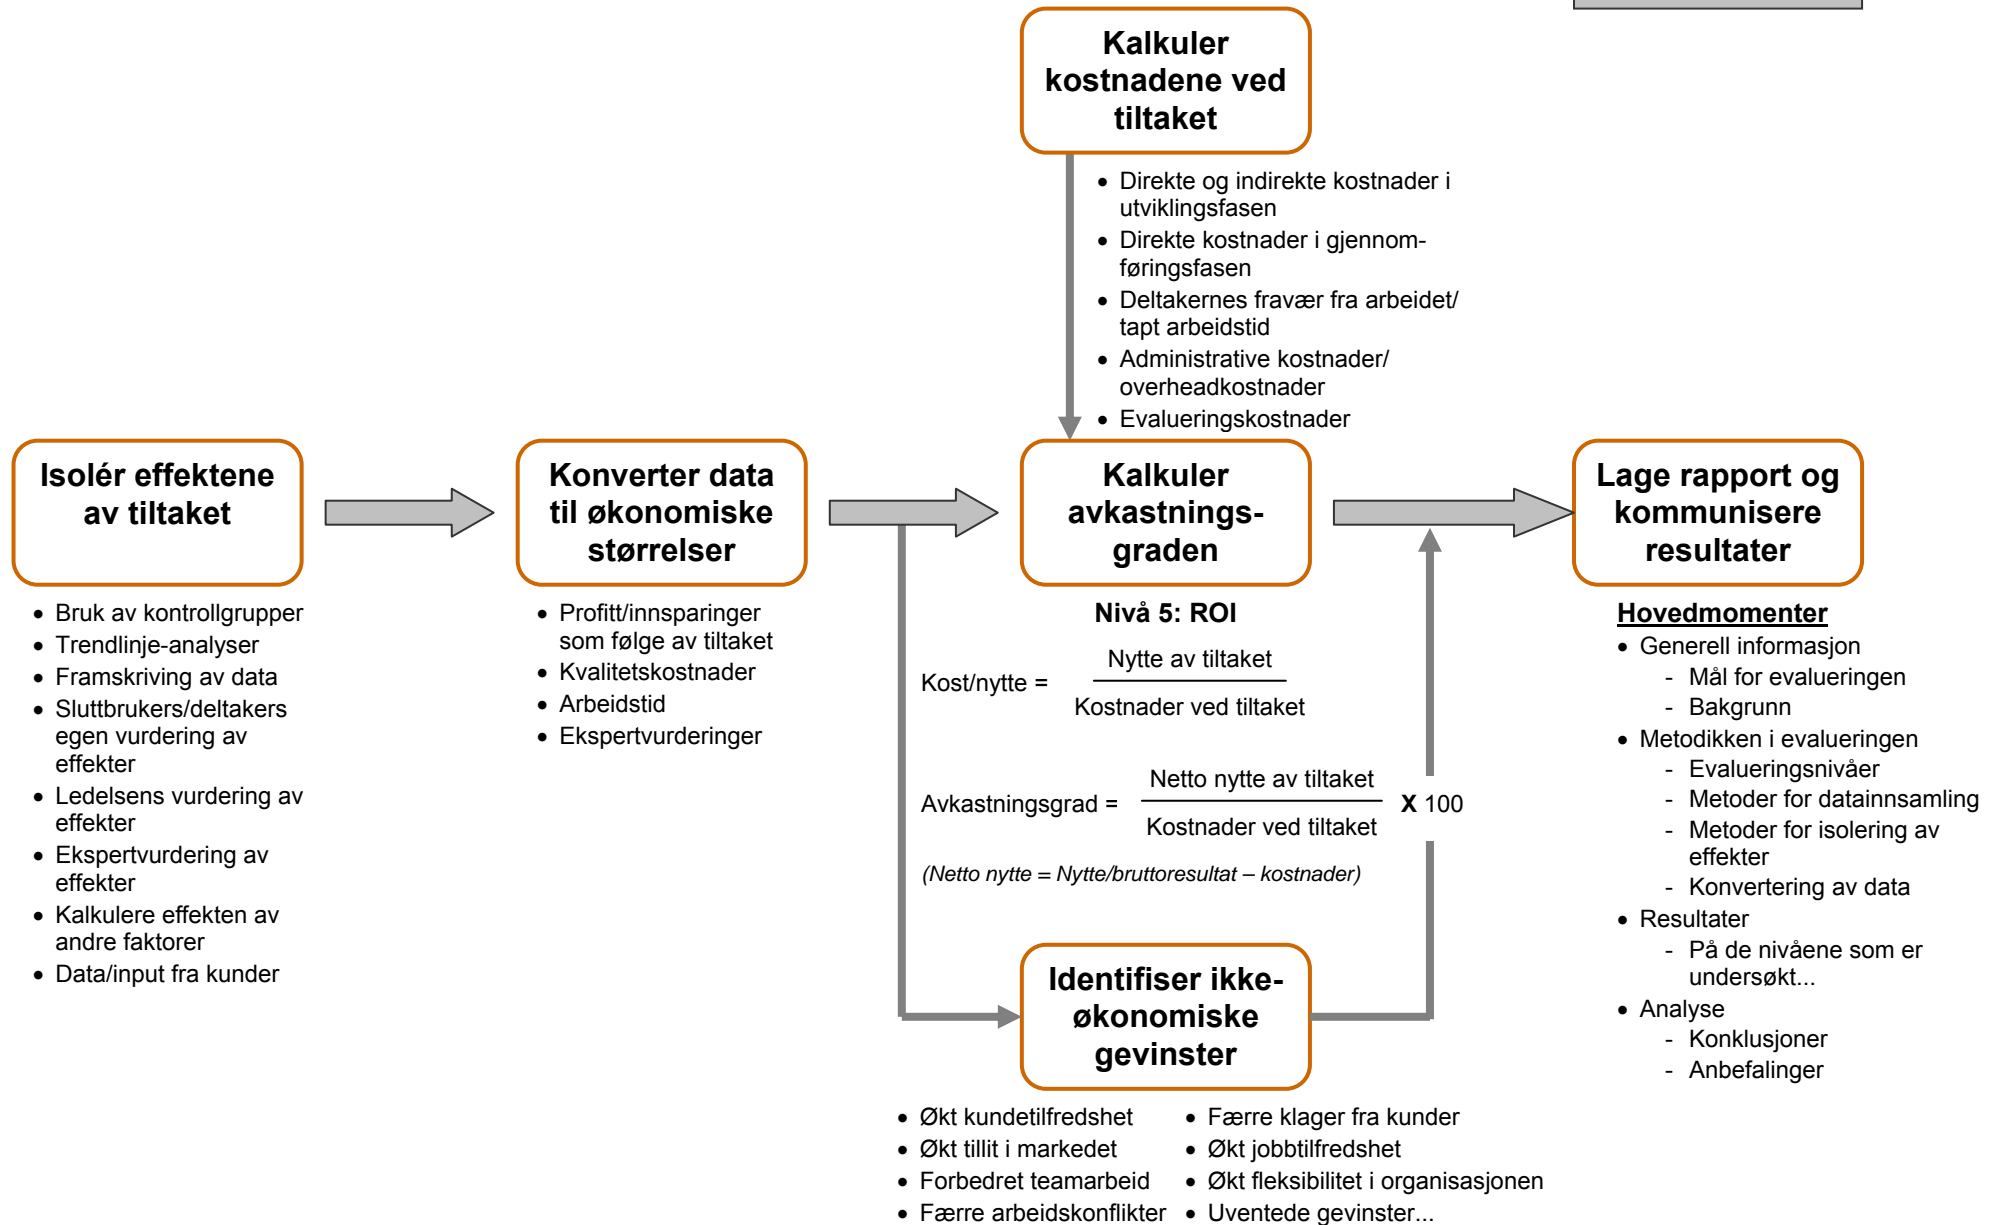 Kalkuler
kostnadene ved
tiltaket
• Direkte og indirekte kostnader i
utviklingsfasen
• Direkte kostnader i gjennom-
føringsfasen
• Deltakernes fravær fra arbeidet/
tapt arbeidstid
• Administrative kostnader/
overheadkostnader
• Evalueringskostnader
Isolér effektene
av tiltaket
• Bruk av kontrollgrupper
• Trendlinje-analyser
• Framskriving av data
• Sluttbrukers/deltakers
egen vurdering av
effekter
• Ledelsens vurdering av
effekter
• Ekspertvurdering av
effekter
• Kalkulere effekten av
andre faktorer
• Data/input fra kunder
Konverter data
til økonomiske
størrelser
• Profitt/innsparinger
som følge av tiltaket
• Kvalitetskostnader
• Arbeidstid
• Ekspertvurderinger
Kalkuler
avkastnings-
graden
Nivå 5: ROI
Nytte av tiltaket
Kost/nytte =
Kostnader ved tiltaket
Netto nytte av tiltaket
Avkastningsgrad = X 100
Kostnader ved tiltaket
(Netto nytte = Nytte/bruttoresultat – kostnader)
Identifiser ikke-
økonomiske
gevinster
• Økt kundetilfredshet
• Økt tillit i markedet
• Forbedret teamarbeid
• Færre arbeidskonflikter
• Færre klager fra kunder
• Økt jobbtilfredshet
• Økt fleksibilitet i organisasjonen
• Uventede gevinster...
Lage rapport og
kommunisere
resultater
Hovedmomenter
• Generell informasjon
- Mål for evalueringen
- Bakgrunn
• Metodikken i evalueringen
- Evalueringsnivåer
- Metoder for datainnsamling
- Metoder for isolering av
effekter
- Konvertering av data
• Resultater
- På de nivåene som er
undersøkt...
• Analyse
- Konklusjoner
- Anbefalinger